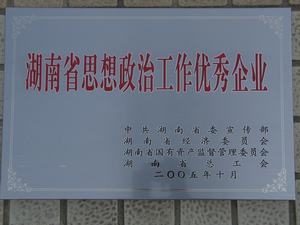 湖南省思想政治工作优秀企业
中共湖南省委宣传部
湖南省经济委员会
湖南省国有资产监督管理委员会
湖南省总工会
二〇〇五年十月